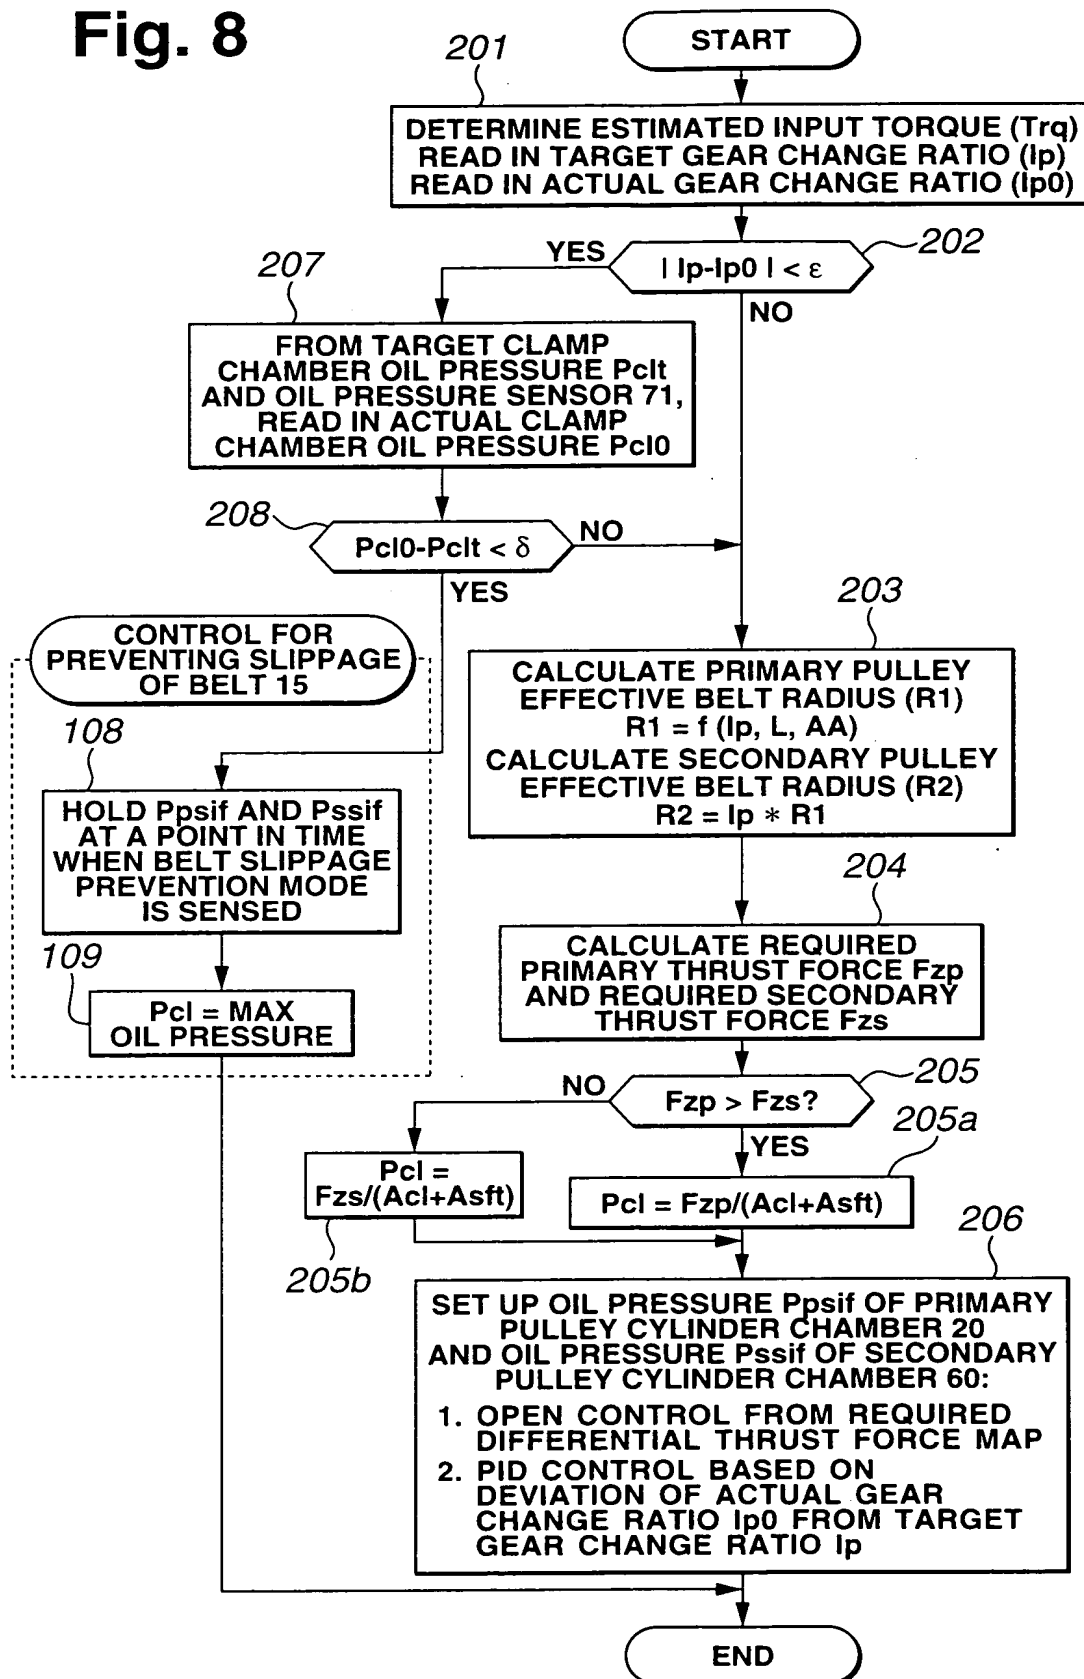 Fig. 8
START
201
DETERMINE ESTIMATED INPUT TORQUE (Trq)
READ IN TARGET GEAR CHANGE RATIO (Ip)
READ IN ACTUAL GEAR CHANGE RATIO (Ip0)
202
| Ip-Ip0 | < ε
YES
NO
207
FROM TARGET CLAMP
CHAMBER OIL PRESSURE Pclt
AND OIL PRESSURE SENSOR 71,
READ IN ACTUAL CLAMP
CHAMBER OIL PRESSURE Pcl0
208
Pcl0-Pclt < δ
NO
YES
CONTROL FOR
PREVENTING SLIPPAGE
OF BELT 15
108
HOLD Ppsif AND Pssif
AT A POINT IN TIME
WHEN BELT SLIPPAGE
PREVENTION MODE
IS SENSED
109
Pcl = MAX
OIL PRESSURE
203
CALCULATE PRIMARY PULLEY
EFFECTIVE BELT RADIUS (R1)
R1 = f (Ip, L, AA)
CALCULATE SECONDARY PULLEY
EFFECTIVE BELT RADIUS (R2)
R2 = Ip * R1
204
CALCULATE REQUIRED
PRIMARY THRUST FORCE Fzp
AND REQUIRED SECONDARY
THRUST FORCE Fzs
205
Fzp > Fzs?
NO
YES
205a
Pcl = Fzp/(Acl+Asft)
Pcl =
Fzs/(Acl+Asft)
205b
206
SET UP OIL PRESSURE Ppsif OF PRIMARY
PULLEY CYLINDER CHAMBER 20
AND OIL PRESSURE Pssif OF SECONDARY
PULLEY CYLINDER CHAMBER 60:
1. OPEN CONTROL FROM REQUIRED
DIFFERENTIAL THRUST FORCE MAP
2. PID CONTROL BASED ON
DEVIATION OF ACTUAL GEAR
CHANGE RATIO Ip0 FROM TARGET
GEAR CHANGE RATIO Ip
END